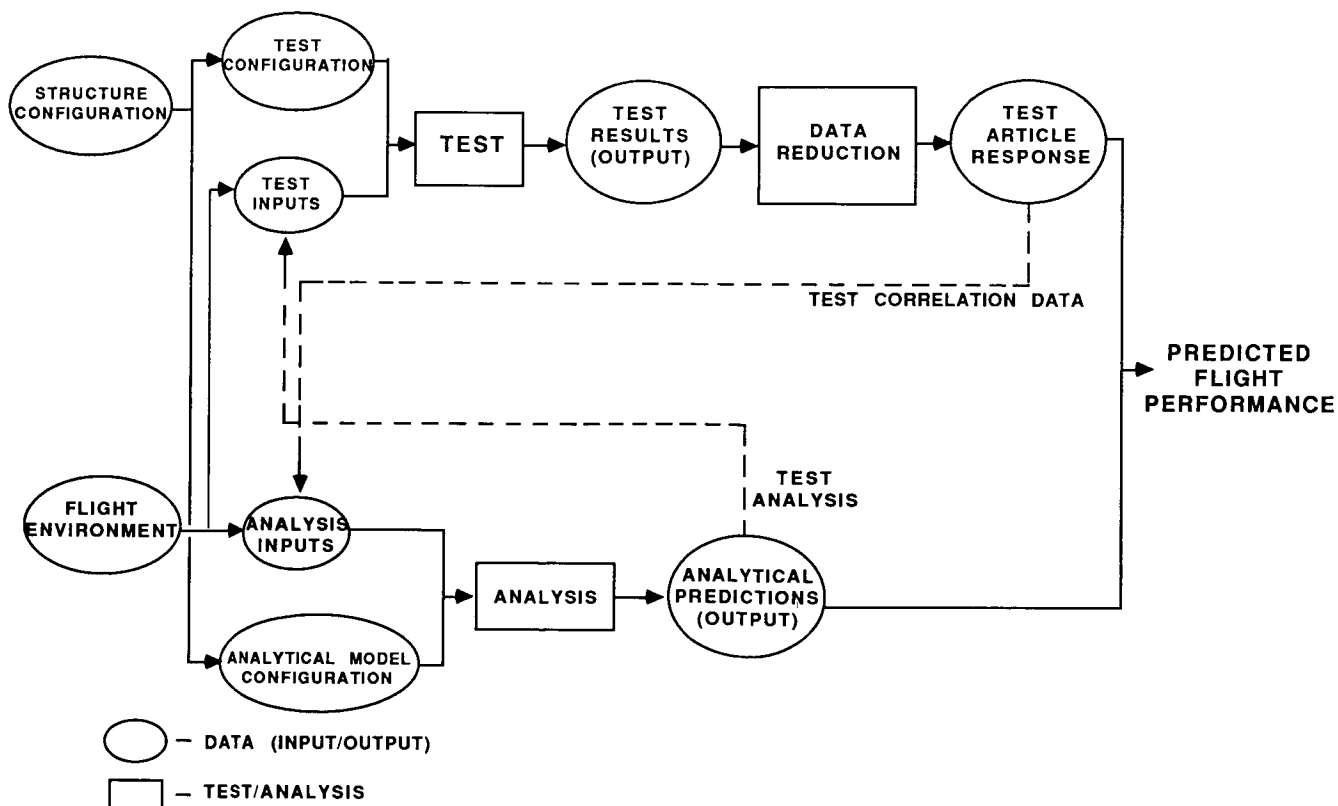 TEST
CONFIGURATION
STRUCTURE
CONFIGURATION
TEST
INPUTS
TEST
TEST
RESULTS
(OUTPUT)
DATA
REDUCTION
TEST
ARTICLE
RESPONSE
TEST CORRELATION DATA
PREDICTED
FLIGHT
PERFORMANCE
TEST
ANALYSIS
FLIGHT
ENVIRONMENT
ANALYSIS
INPUTS
ANALYSIS
ANALYTICAL
PREDICTIONS
(OUTPUT)
ANALYTICAL MODEL
CONFIGURATION
– DATA (INPUT/OUTPUT)
– TEST/ANALYSIS